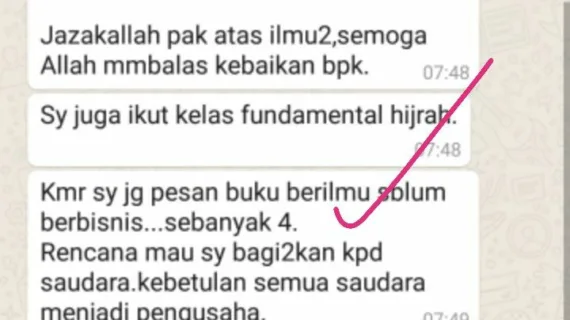 Jazakallah pak atas ilmu2,semoga
Allah mmbalas kebaikan bpk.
07:48
Sy juga ikut kelas fundamental hijrah.
07:48
Kmr sy jg pesan buku berilmu sblum
berbisnis...sebanyak 4.
Rencana mau sy bagi2kan kpd
saudara.kebetulan semua saudara
menjadi pengusaha.
07:49